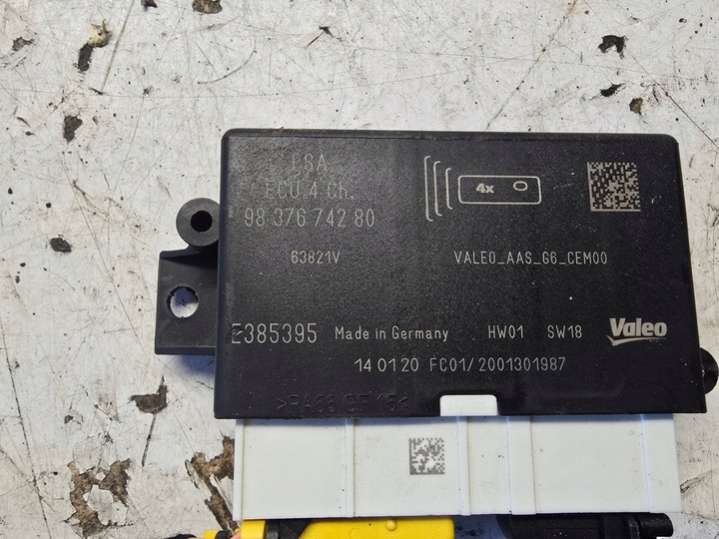 PSA
ECU 4 Ch.
4x
98 376 742 80
63821V
VALEO_AAS_G6_CEM00
E385395 Made in Germany HW01 SW18 Valeo
14 01 20 FC01/2001301987